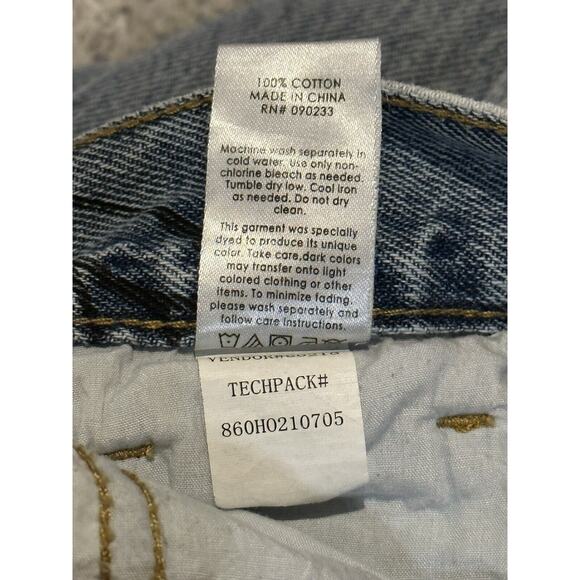 100% COTTON
MADE IN CHINA
RN# 090233
Machine wash separately in
cold water. Use only non-
chlorine bleach as needed.
Tumble dry low. Cool iron
as needed. Do not dry
clean.
This garment was specially
dyed to produce its unique
color. Take care,dark colors
may transfer onto light
colored clothing or other
items. To minimize fading,
please wash separately and
follow care instructions.
TECHPACK#
860HO210705